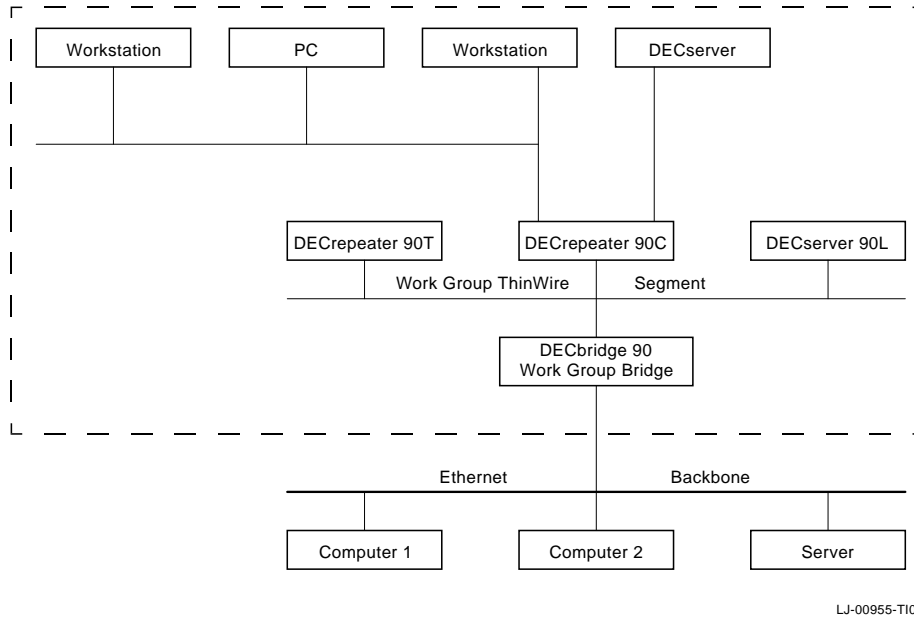 Workstation
PC
Workstation
DECserver
DECrepeater 90T
DECrepeater 90C
DECserver 90L
Work Group ThinWire
Segment
DECbridge 90
Work Group Bridge
Ethernet
Backbone
Computer 1
Computer 2
Server